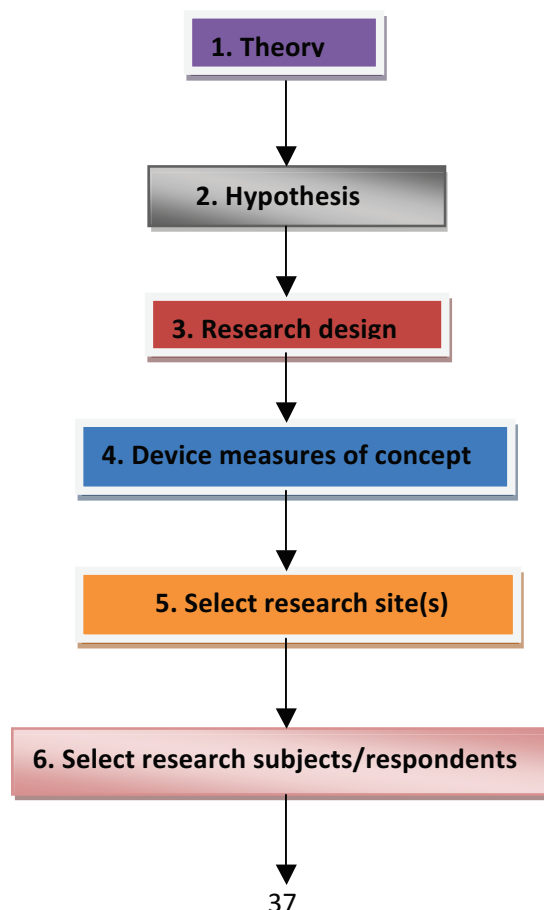 1. Theory
2. Hypothesis
3. Research design
4. Device measures of concept
5. Select research site(s)
6. Select research subjects/respondents
37